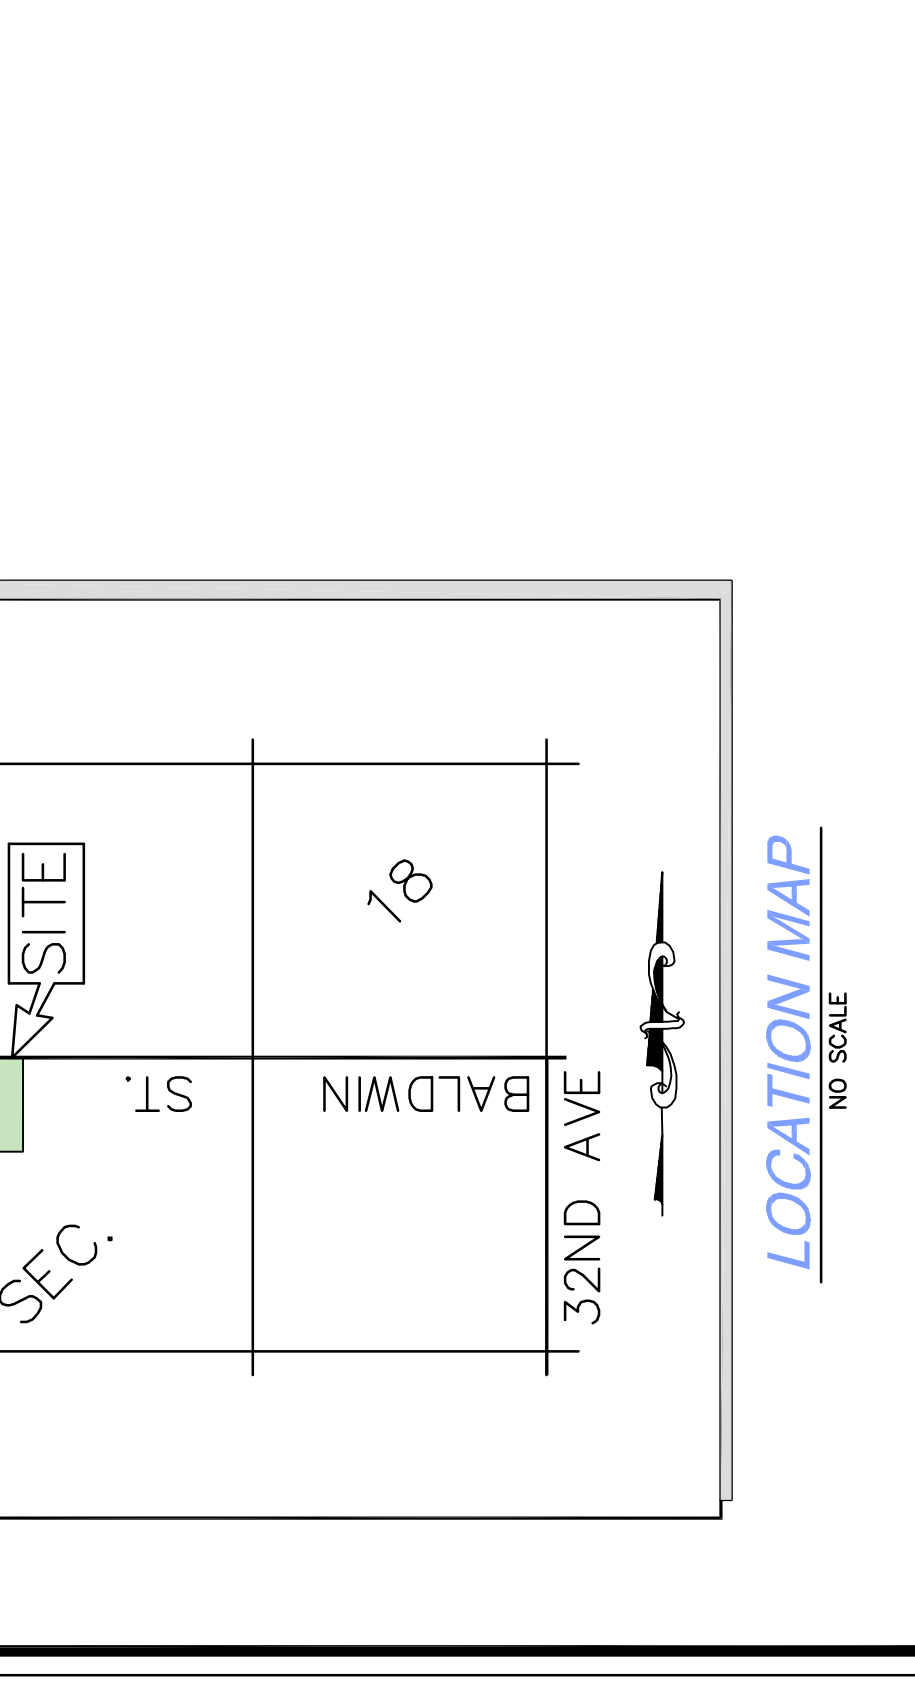 SITE
18
ST.
BALDWIN
32ND AVE
SEC.
LOCATION MAP
NO SCALE